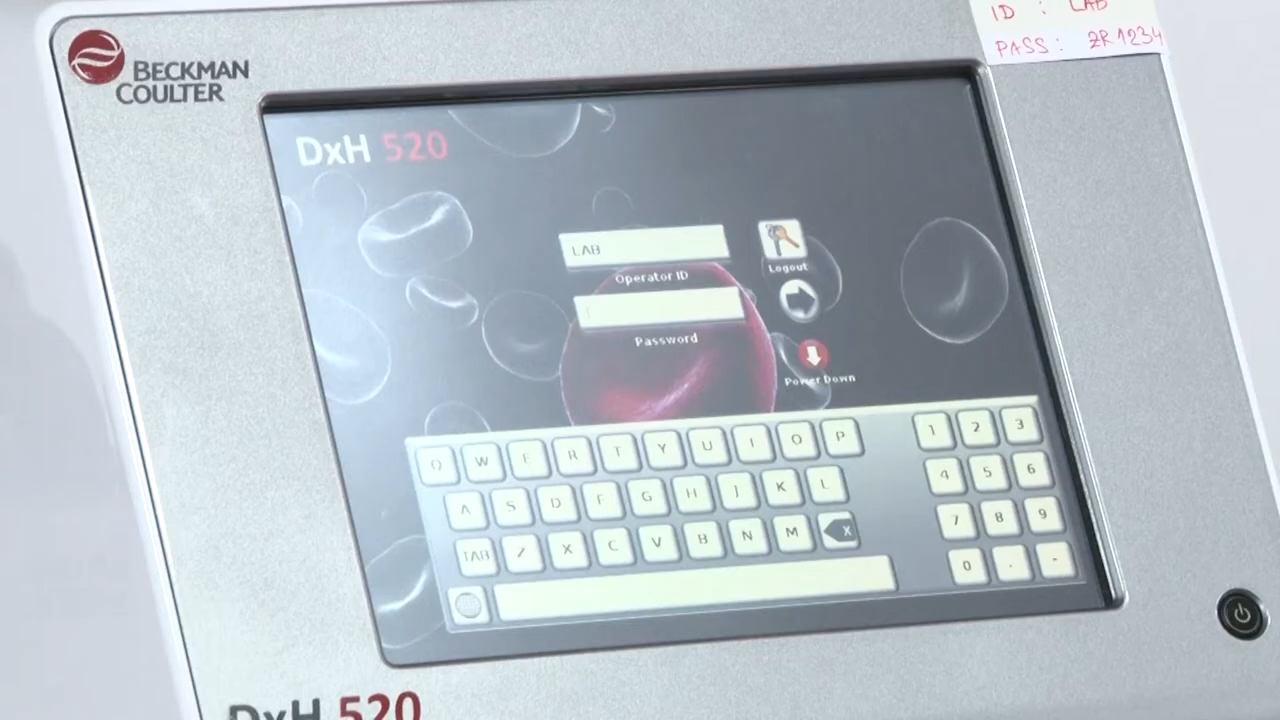 ID : LAB
PASS: ZR1234
BECKMAN
COULTER
DxH 520
LAB
Operator ID
Password
Logout
Power Down
Q W E R T Y U I O P 1 2 3
A S D F G H J K L 4 5 6
TAB Z X C V B N M X 7 8 9
0 . -
DxH 520